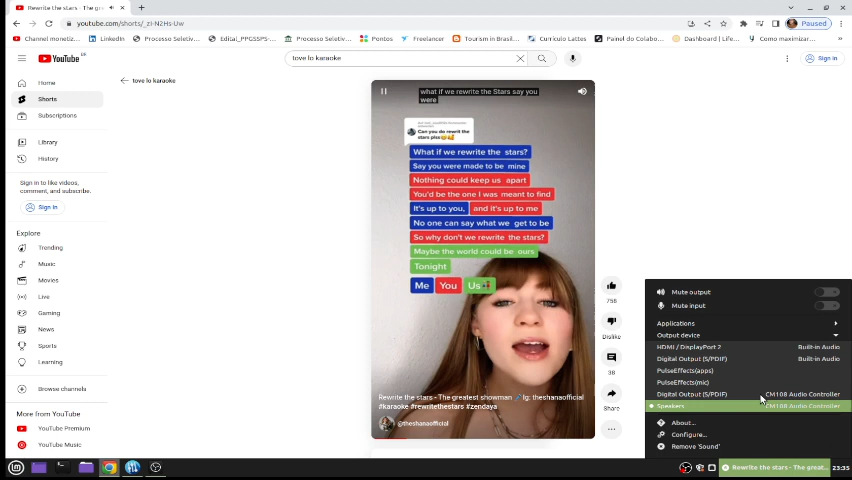 Rewrite the stars - The gre
youtube.com/shorts/_zI-N2Hs-Uw
Paused
Channel monetiz...
LinkedIn
Processo Seletiv...
Edital_PPGSSPS-...
Processo Seletiv...
Pontos
Freelancer
Tourism in Brasil...
Currículo Lattes
Painel do Colabo...
Dashboard | Life...
Como maximizar...
YouTube
tove lo karaoke
Sign in
Home
Shorts
Subscriptions
Library
History
Sign in to like videos,
comment, and subscribe.
Sign in
Explore
Trending
Music
Movies
Live
Gaming
News
Sports
Learning
Browse channels
More from YouTube
YouTube Premium
YouTube Music
tove lo karaoke
what if we rewrite the Stars say you
were
Can you do rewrit the
stars plss
What if we rewrite the stars?
Say you were made to be mine
Nothing could keep us apart
You'd be the one I was meant to find
It's up to you, and it's up to me
No one can say what we get to be
So why don't we rewrite the stars?
Maybe the world could be ours
Tonight
Me You Us
Rewrite the stars - The greatest showman 🎤Ig: theshanaofficial
#karaoke #rewritethestars #zendaya
@theshanaofficial
758
Dislike
38
Share
Mute output
Mute input
Applications
Output device
HDMI / DisplayPort 2 Built-in Audio
Digital Output (S/PDIF) Built-in Audio
PulseEffects(apps)
PulseEffects(mic)
Digital Output (S/PDIF) CM108 Audio Controller
Speakers CM108 Audio Controller
About...
Configure...
Remove 'Sound'
Rewrite the stars - The great...
23:35